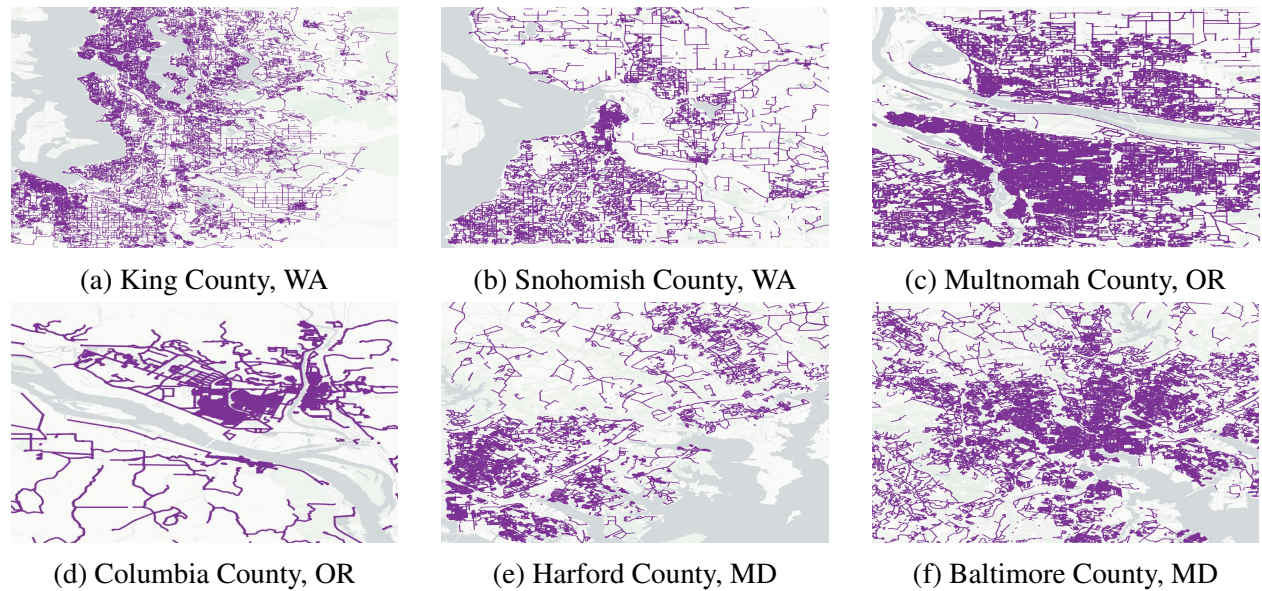 (a) King County, WA
(b) Snohomish County, WA
(c) Multnomah County, OR
(d) Columbia County, OR
(e) Harford County, MD
(f) Baltimore County, MD